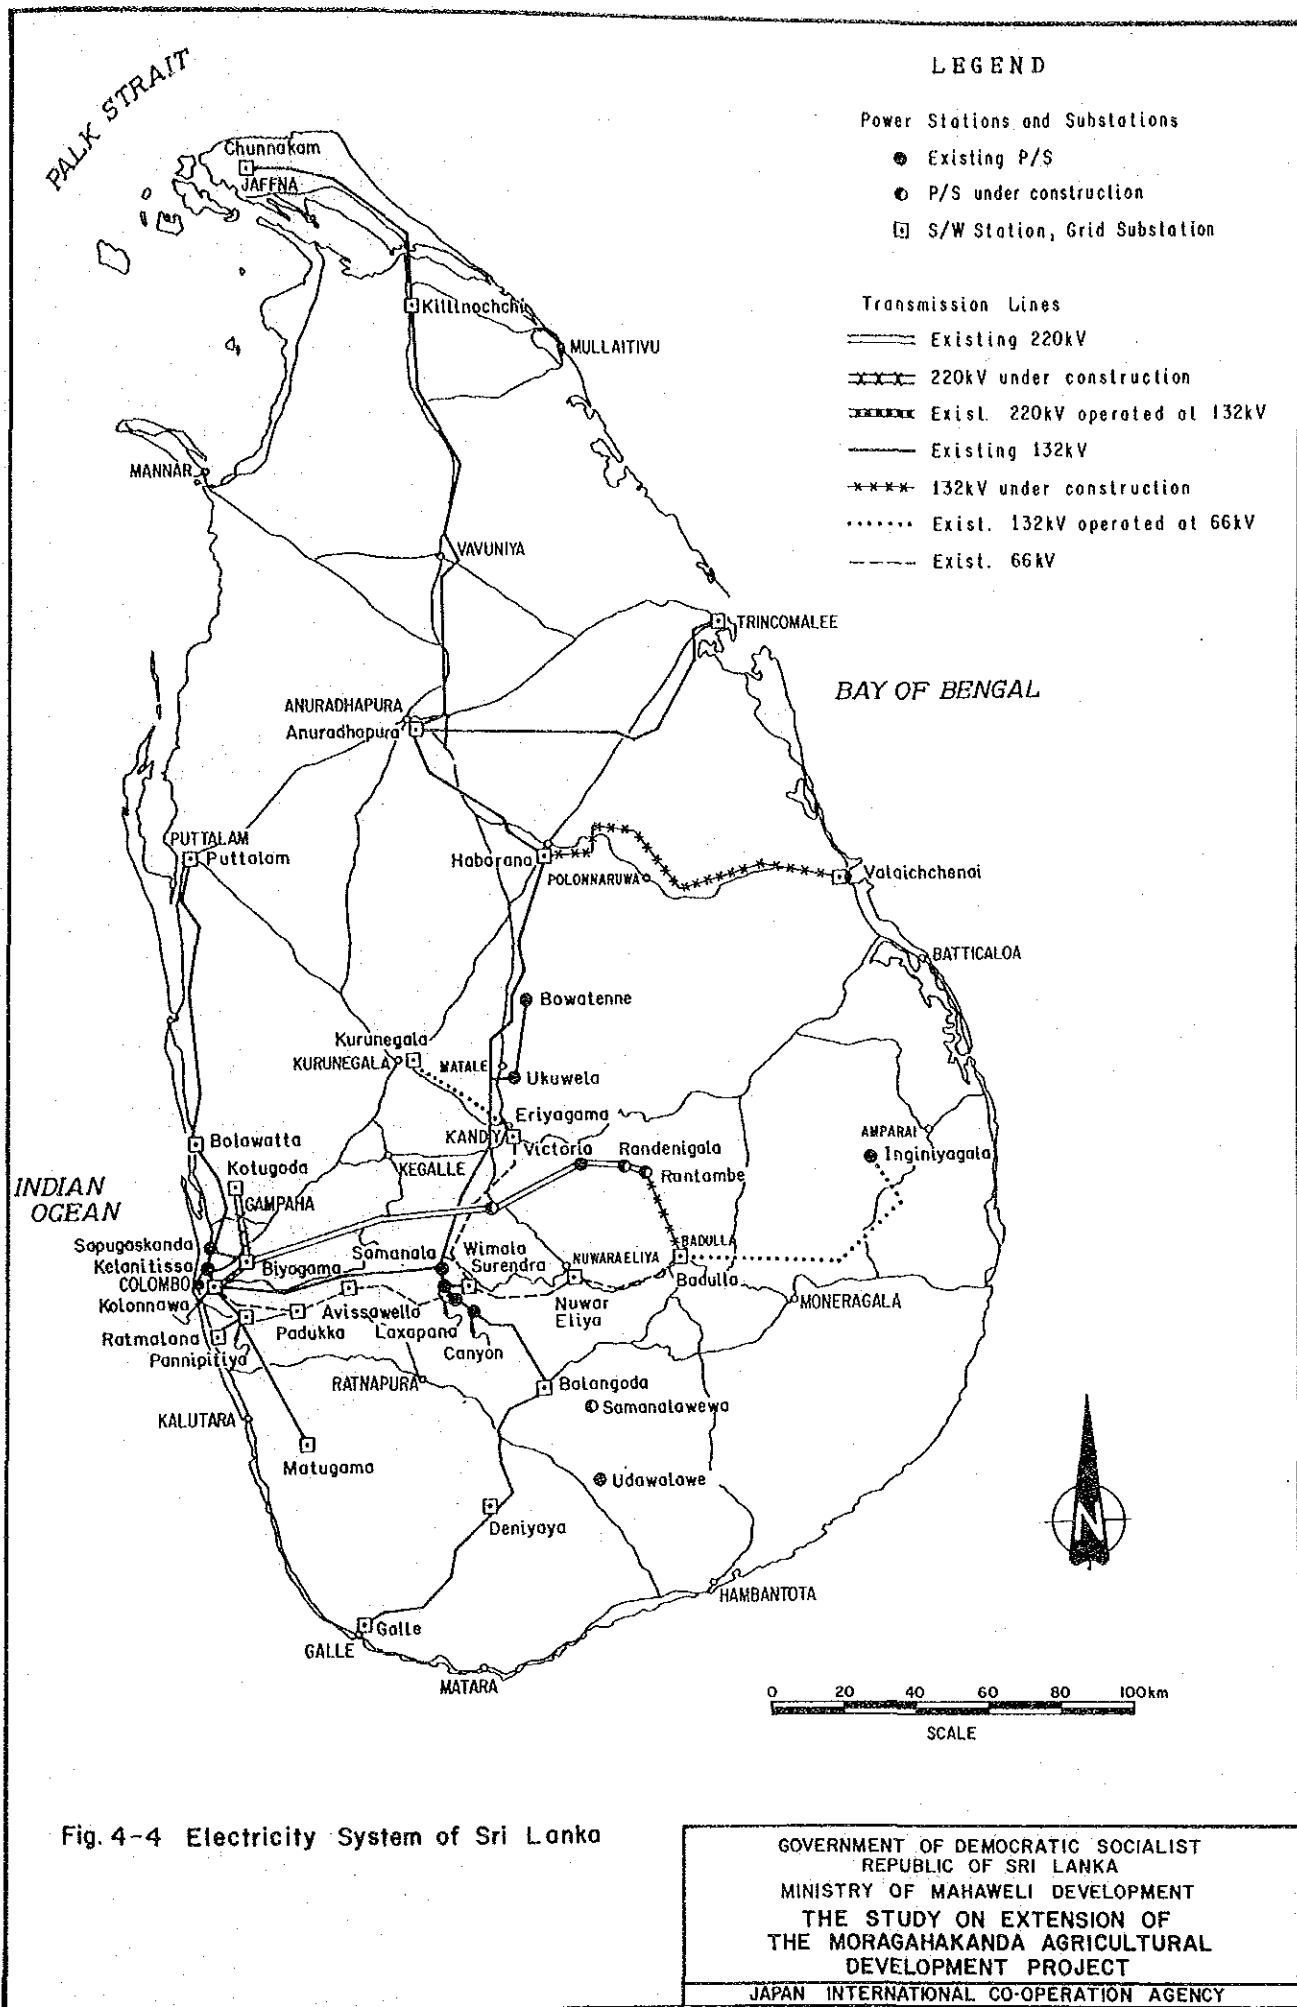 PALK STRAIT
LEGEND
Power Stations and Substations
Existing P/S
P/S under construction
S/W Station, Grid Substation
Transmission Lines
Existing 220kV
220kV under construction
Exist. 220kV operated at 132kV
Existing 132kV
132kV under construction
Exist. 132kV operated at 66kV
Exist. 66kV
Chunnakam
JAFFNA
Killinochchi
MULLAITIVU
MANNAR
VAVUNIYA
TRINCOMALEE
BAY OF BENGAL
ANURADHAPURA
Anuradhapura
PUTTALAM
Puttalam
Habarana
POLONNARUWA
Valaichchenai
BATTICALOA
Bowatenne
Kurunegala
KURUNEGALA
MATALE
Ukuwela
Eriyagama
KANDY
Victoria
Randenigala
Rantambe
AMPARAI
Inginiyagala
Bolawatta
Kotugoda
GAMPAHA
KEGALLE
INDIAN
OCEAN
Sapugaskanda
Kelanitissa
COLOMBO
Kolonnawa
Biyagama
Samanala
Wimala
Surendra
NUWARAELIYA
BADULLA
Badulla
Nuwar
Eliya
MONERAGALA
Ratmalana
Pannipitiya
Padukka
Avissawella
Laxapana
Canyon
RATNAPURA
Balangoda
Samanalawewa
KALUTARA
Matugama
Udawalawe
Deniyaya
HAMBANTOTA
Galle
GALLE
MATARA
N
0 20 40 60 80 100km
SCALE
Fig. 4-4 Electricity System of Sri Lanka
GOVERNMENT OF DEMOCRATIC SOCIALIST
REPUBLIC OF SRI LANKA
MINISTRY OF MAHAWELI DEVELOPMENT
THE STUDY ON EXTENSION OF
THE MORAGAHAKANDA AGRICULTURAL
DEVELOPMENT PROJECT
JAPAN INTERNATIONAL CO-OPERATION AGENCY